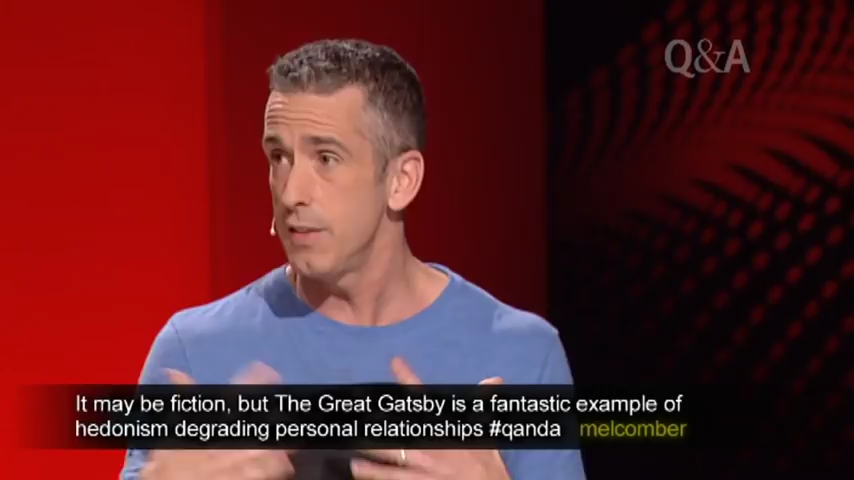 Q&A
It may be fiction, but The Great Gatsby is a fantastic example of
hedonism degrading personal relationships #qanda melcomber